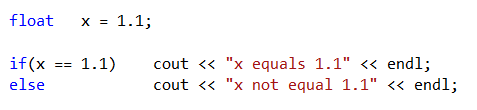 float   x = 1.1;
if(x == 1.1)    cout << "x equals 1.1" << endl;
else            cout << "x not equal 1.1" << endl;